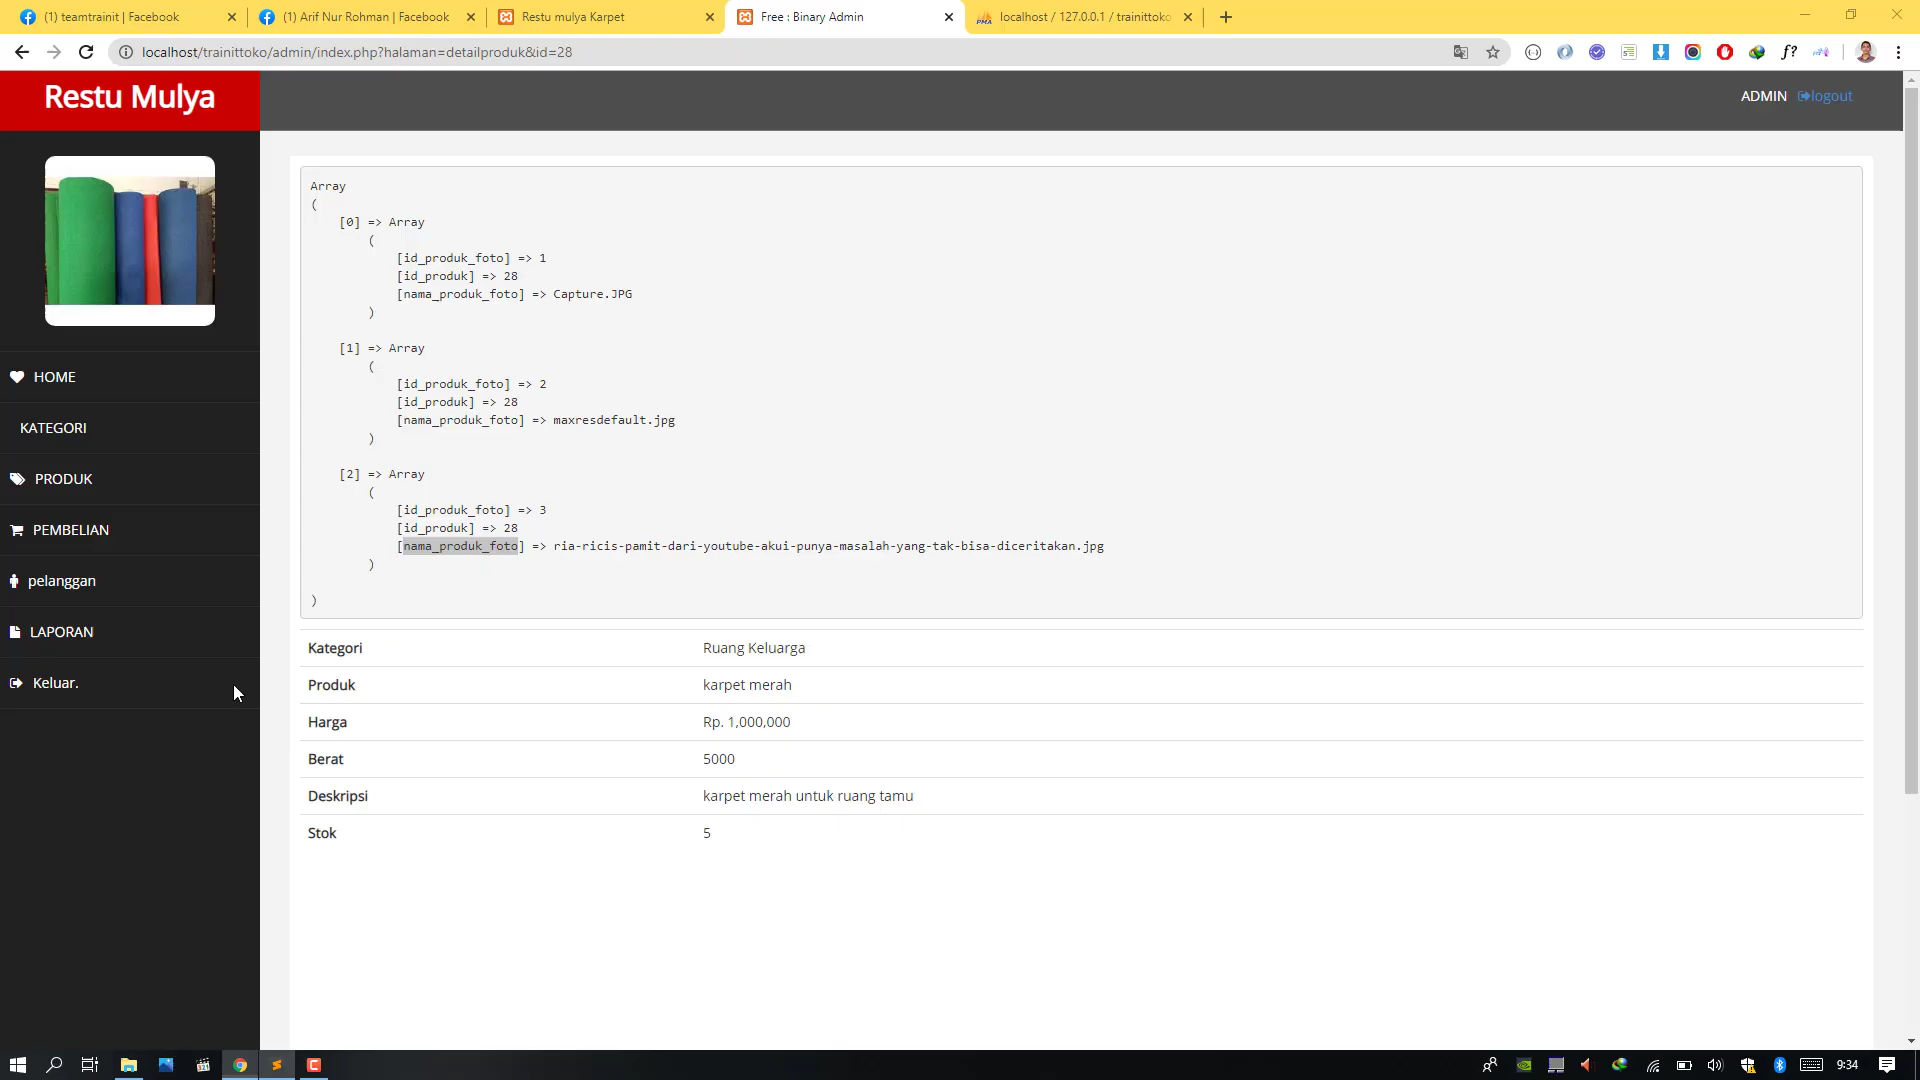 (1) teamtrainit | Facebook
(1) Arif Nur Rohman | Facebook
Restu mulya Karpet
Free : Binary Admin
localhost / 127.0.0.1 / trainittoko
localhost/trainittoko/admin/index.php?halaman=detailproduk&id=28
Restu Mulya
ADMIN logout
HOME
KATEGORI
PRODUK
PEMBELIAN
pelanggan
LAPORAN
Keluar.
Array
(
[0] => Array
(
[id_produk_foto] => 1
[id_produk] => 28
[nama_produk_foto] => Capture.JPG
)
[1] => Array
(
[id_produk_foto] => 2
[id_produk] => 28
[nama_produk_foto] => maxresdefault.jpg
)
[2] => Array
(
[id_produk_foto] => 3
[id_produk] => 28
[nama_produk_foto] => ria-ricis-pamit-dari-youtube-akui-punya-masalah-yang-tak-bisa-diceritakan.jpg
)
)
Kategori Ruang Keluarga
Produk karpet merah
Harga Rp. 1,000,000
Berat 5000
Deskripsi karpet merah untuk ruang tamu
Stok 5
9:34